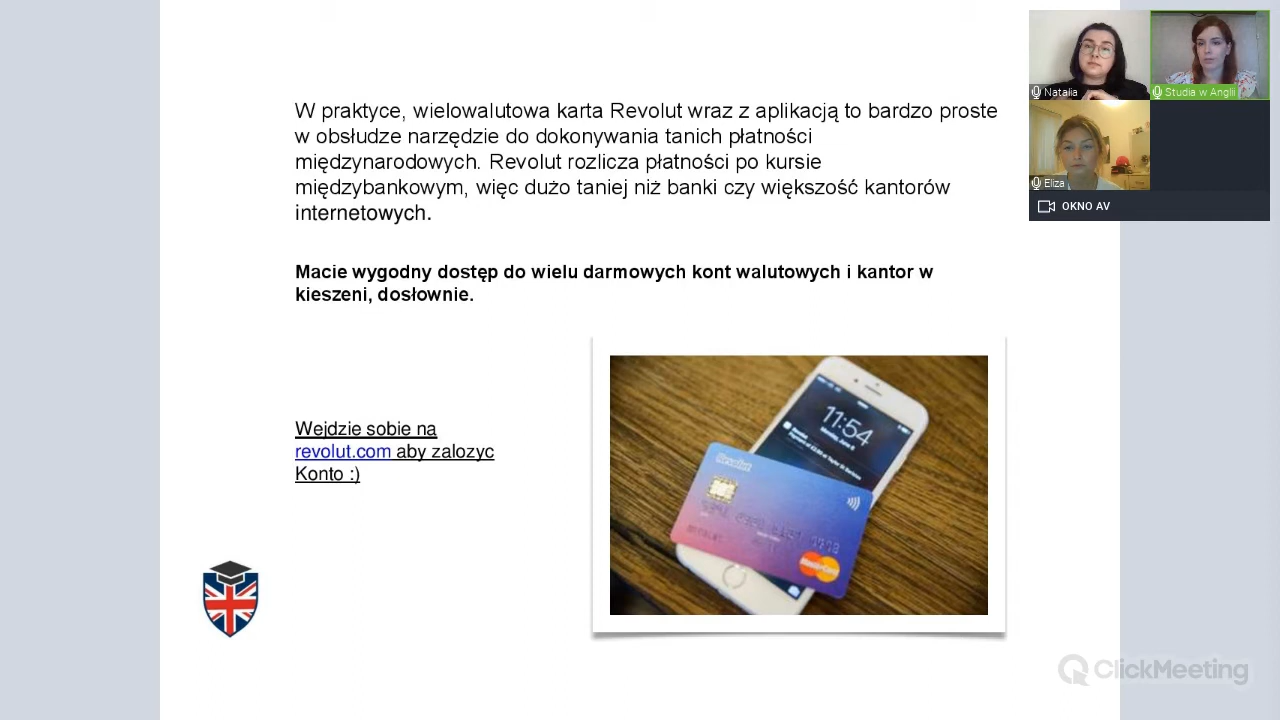 W praktyce, wielowalutowa karta Revolut wraz z aplikacją to bardzo proste
w obsłudze narzędzie do dokonywania tanich płatności
międzynarodowych. Revolut rozlicza płatności po kursie
międzybankowym, więc dużo taniej niż banki czy większość kantorów
internetowych.
Macie wygodny dostęp do wielu darmowych kont walutowych i kantor w
kieszeni, dosłownie.
Wejdzie sobie na
revolut.com aby zalozyc
Konto :)
11:54
Revolut
MasterCard
Natalia
Studia w Anglii
Eliza
OKNO AV
ClickMeeting